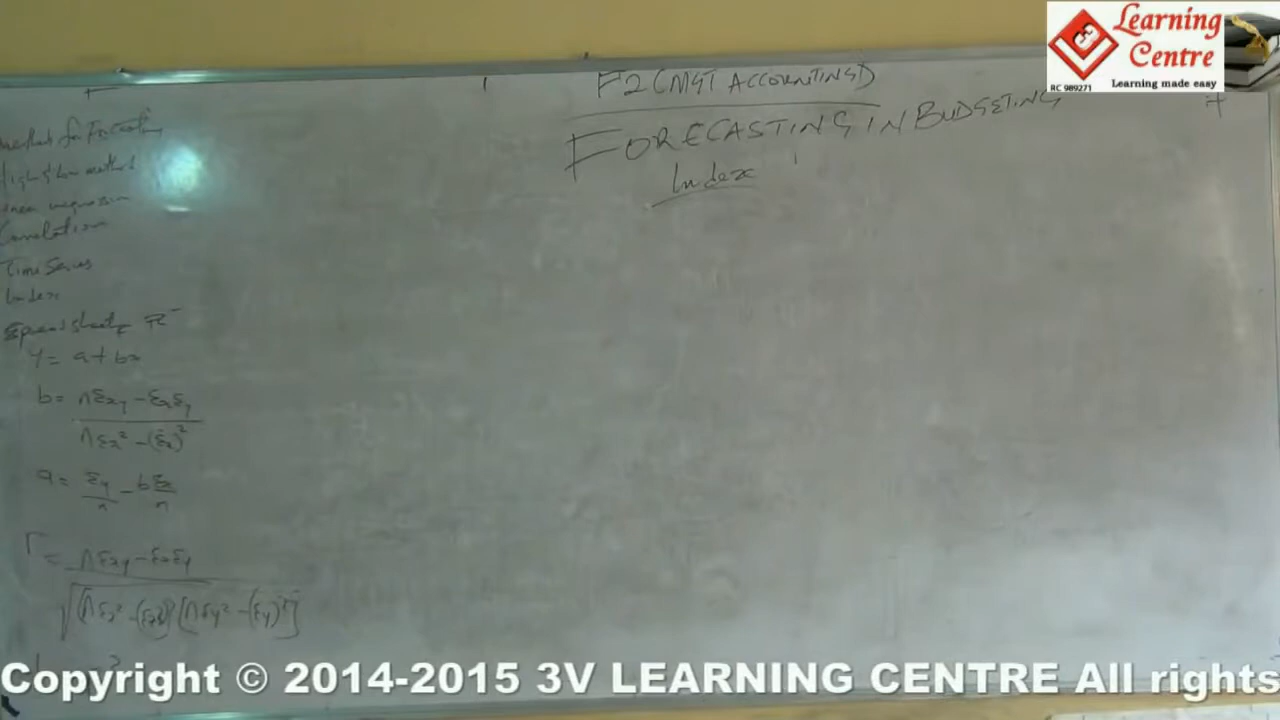 Learning
Centre
Learning made easy
RC 989271
F2 (MGT ACCOUNTING)
FORECASTING IN BUDGETING
Index
Methods for
High & Low method
Linear regression
Correlation
Time Series
Index
Spreadsheet
Y = a + bx
b = nΣxy - ΣxΣy
nΣx² - (Σx)²
a = Σy - bΣx
n n
r = nΣxy - ΣxΣy
√[nΣx² - (Σx)²][nΣy² - (Σy)²]
Copyright © 2014-2015 3V LEARNING CENTRE All rights